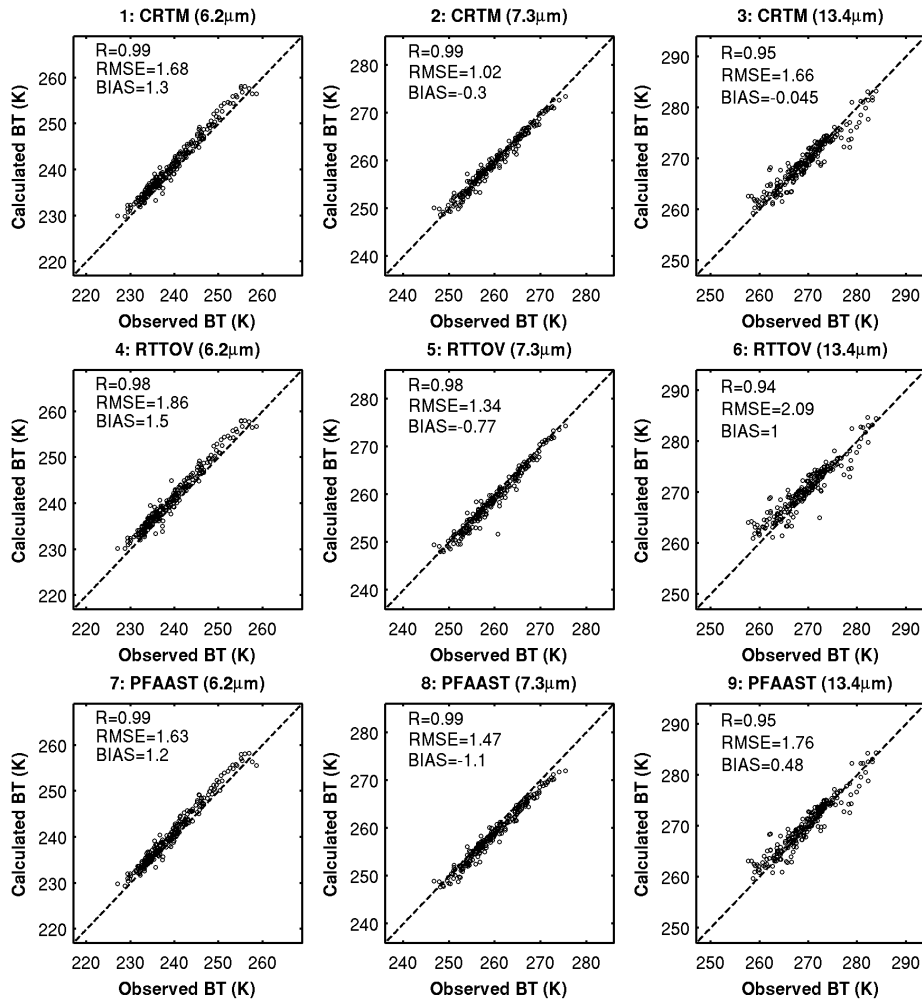 1: CRTM (6.2μm)
R=0.99
RMSE=1.68
BIAS=1.3
260
250
240
230
220
220 230 240 250 260
Calculated BT (K)
Observed BT (K)
2: CRTM (7.3μm)
R=0.99
RMSE=1.02
BIAS=-0.3
280
270
260
250
240
240 250 260 270 280
Calculated BT (K)
Observed BT (K)
3: CRTM (13.4μm)
R=0.95
RMSE=1.66
BIAS=-0.045
290
280
270
260
250
250 260 270 280 290
Calculated BT (K)
Observed BT (K)
4: RTTOV (6.2μm)
R=0.98
RMSE=1.86
BIAS=1.5
260
250
240
230
220
220 230 240 250 260
Calculated BT (K)
Observed BT (K)
5: RTTOV (7.3μm)
R=0.98
RMSE=1.34
BIAS=-0.77
280
270
260
250
240
240 250 260 270 280
Calculated BT (K)
Observed BT (K)
6: RTTOV (13.4μm)
R=0.94
RMSE=2.09
BIAS=1
290
280
270
260
250
250 260 270 280 290
Calculated BT (K)
Observed BT (K)
7: PFAAST (6.2μm)
R=0.99
RMSE=1.63
BIAS=1.2
260
250
240
230
220
220 230 240 250 260
Calculated BT (K)
Observed BT (K)
8: PFAAST (7.3μm)
R=0.99
RMSE=1.47
BIAS=-1.1
280
270
260
250
240
240 250 260 270 280
Calculated BT (K)
Observed BT (K)
9: PFAAST (13.4μm)
R=0.95
RMSE=1.76
BIAS=0.48
290
280
270
260
250
250 260 270 280 290
Calculated BT (K)
Observed BT (K)